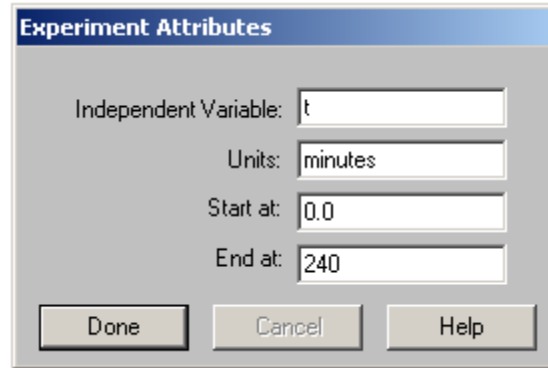 Experiment Attributes
Independent Variable: t
Units: minutes
Start at: 0.0
End at: 240
Done Cancel Help